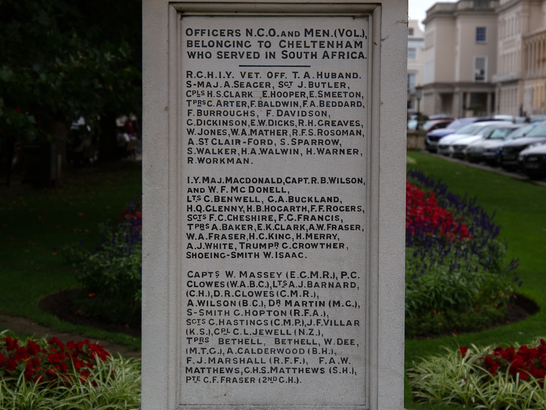 OFFICERS N.C.O. AND MEN. (VOL.),
BELONGING TO CHELTENHAM
WHO SERVED IN SOUTH AFRICA.
R.G.H.I.Y. VET. OFF. T. A. HUBAND.
S-MAJ. A. SEAGER, SGT J. BUTLER,
CPLS H.S. CLARK, E. HOOPER, E. SMEETON,
TPRS C. ARTER, F. BALDWIN, F.A. BEDDARD,
F. BURROUGHS, F. DAVIDSON,
G. DICKINSON, E.W. DICKS, R.H. GREAVES,
W. JONES, W.A. MATHER, R.F.S. ROSOMAN,
A. ST CLAIR-FORD, S. SPARROW,
S. WALKER, H.A. WALWIN, H. WARNER,
R. WORKMAN.
I.Y. MAJ. MACDONALD, CAPT. R.B. WILSON,
AND W. F. MC DONELL,
LTS C. BENWELL, G.A. BUCKLAND,
H.Q. GLENNY, H.B. HOGARTH, F.F. ROGERS,
SGTS F.C. CHESHIRE, F.G. FRANCIS,
TPRS A. BAKER, E.K. CLARK, A.W. FRASER,
W.A. FRASER, H.C. KING, H. MERRY,
A.J. WHITE, TRUMPR G. CROWTHER,
SHOEING-SMITH W. ISAAC.
CAPTS W. MASSEY (E.C.M.R.), P.C.
CLOWES (W.A.B.C.), LTS A.J. BARNARD,
(C.H.), D.R. CLOWES (C.M.R.),
A. WILSON (B.C.), DR MARTIN (M.C.),
S-SMITH G. HOPTON (R.F.A.),
SGTS G. HASTINGS (C.M.P.), J.F. VILLAR
(K.S.), CPL C.L. JEWELL (N.Z.),
TPRS BETHELL, BETHELL, W. DEE,
(M.T.C.), A. CALDERWOOD (B.H.),
F. J. MARSHALL (R.F.F.), F.A.W.
MATTHEWS, G.H.S. MATTHEWS (S.H.),
PTE C.F. FRASER (2ND G.H.).